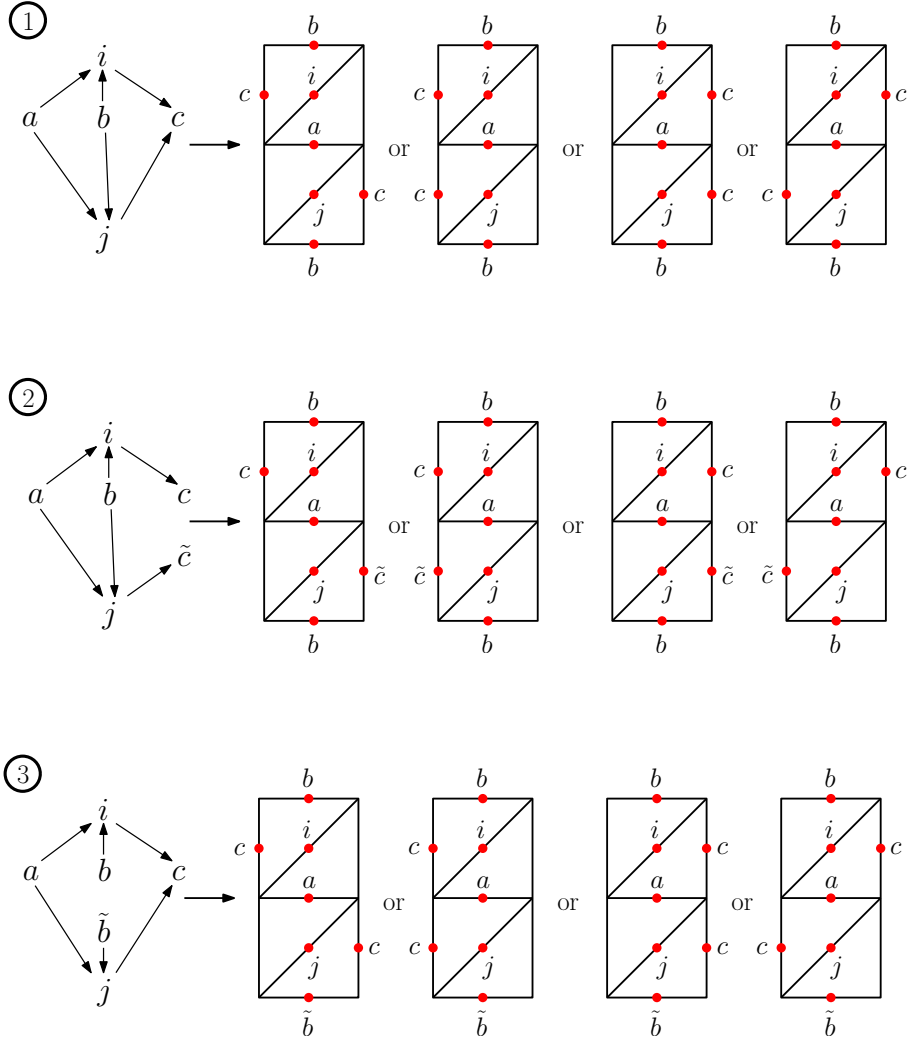 1
b b b b
i
i i i i
c c c c
a b c
a a a a
or or or
c c c c
j j j j
j
b b b b
2
b b b b
i
i i i i
c c c c
a b c
a a a a
or or or
c̃
c̃ c̃ c̃ c̃
j j j j
j
b b b b
3
b b b b
i
i i i i
c c c c
a b c
a a a a
or or or
b̃
c c c c
j j j j
j
b̃ b̃ b̃ b̃